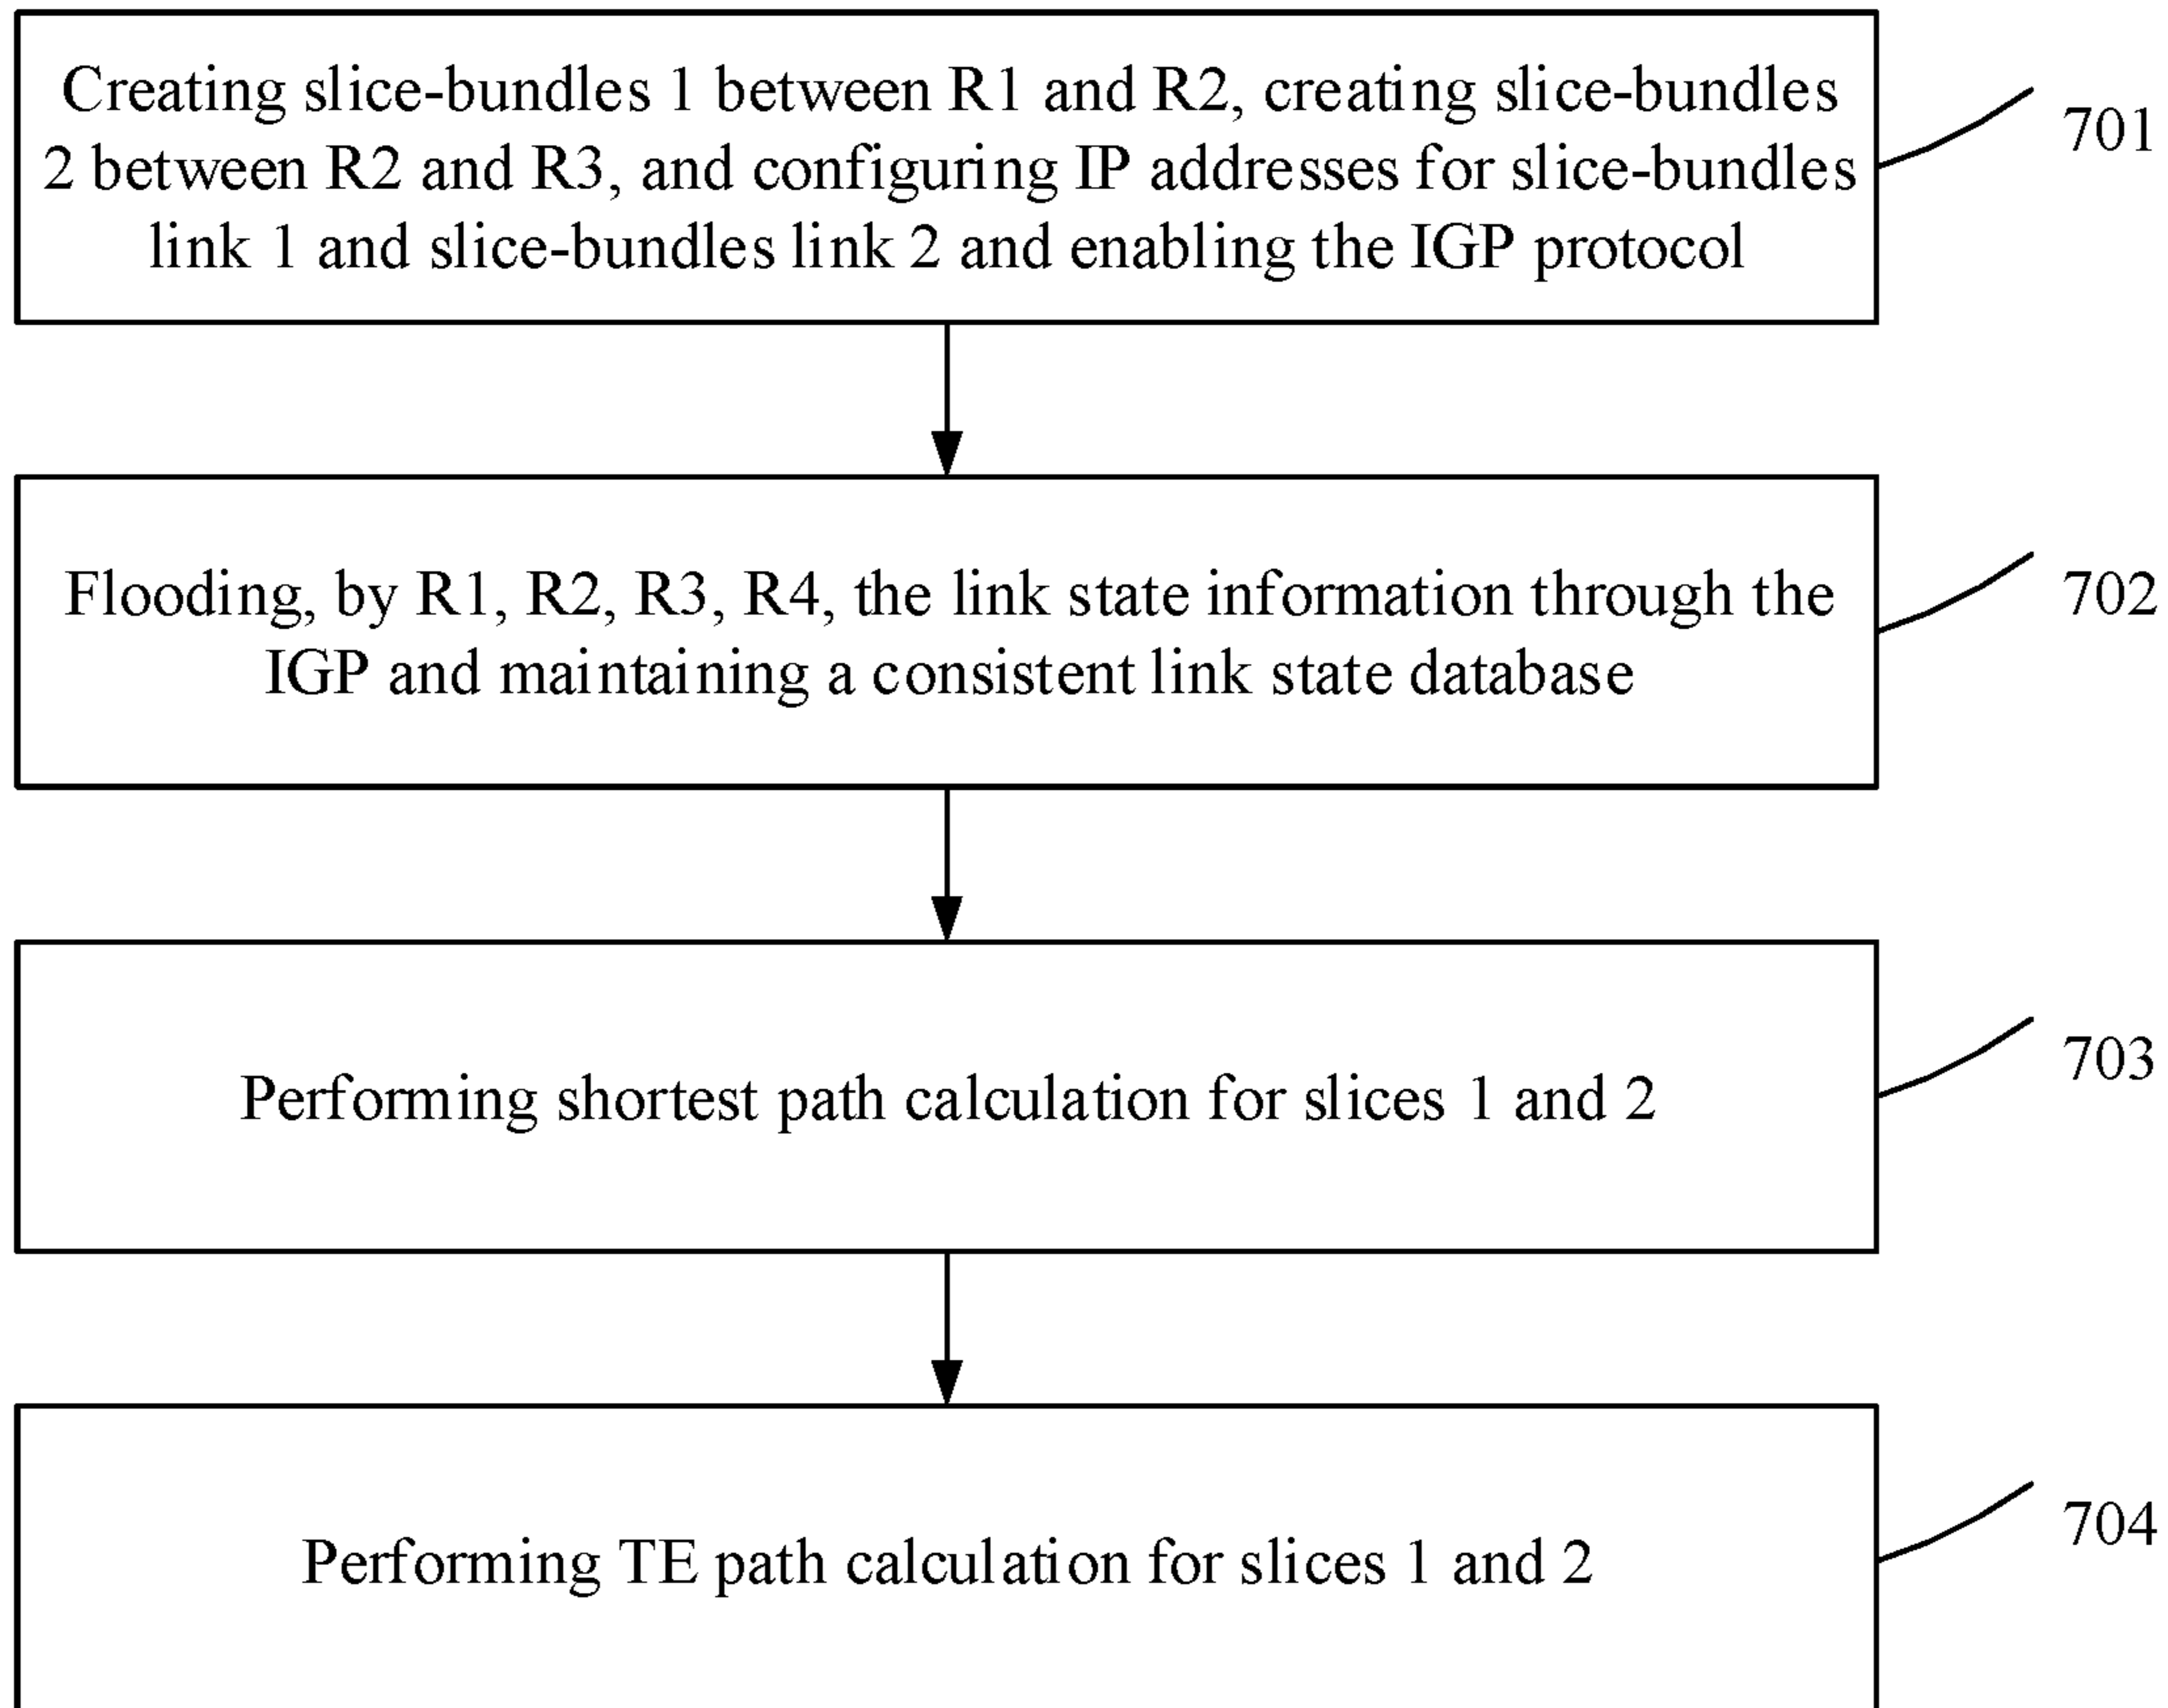 Creating slice-bundles 1 between R1 and R2, creating slice-bundles
2 between R2 and R3, and configuring IP addresses for slice-bundles
link 1 and slice-bundles link 2 and enabling the IGP protocol
701
Flooding, by R1, R2, R3, R4, the link state information through the
IGP and maintaining a consistent link state database
702
Performing shortest path calculation for slices 1 and 2
703
Performing TE path calculation for slices 1 and 2
704